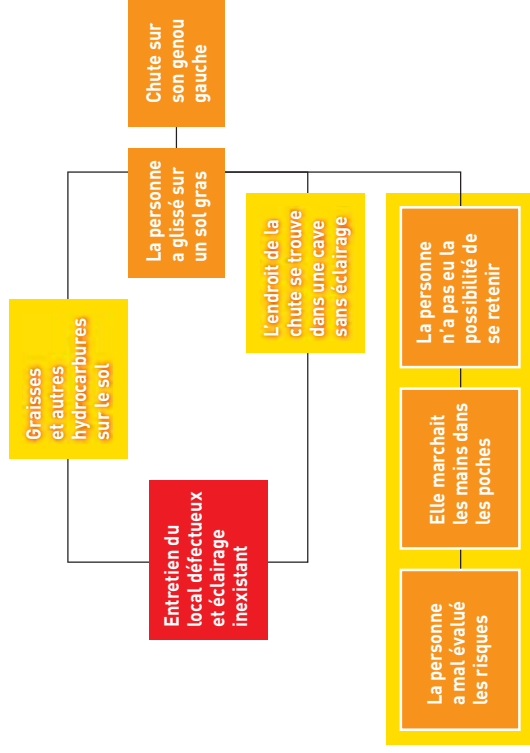 Entretien du
local défectueux
et éclairage
inexistant
Graisses
et autres
hydrocarbures
sur le sol
La personne
a glissé sur
un sol gras
Chute sur
son genou
gauche
L'endroit de la
chute se trouve
dans une cave
sans éclairage
La personne
a mal évalué
les risques
Elle marchait
les mains dans
les poches
La personne
n'a pas eu la
possibilité de
se retenir